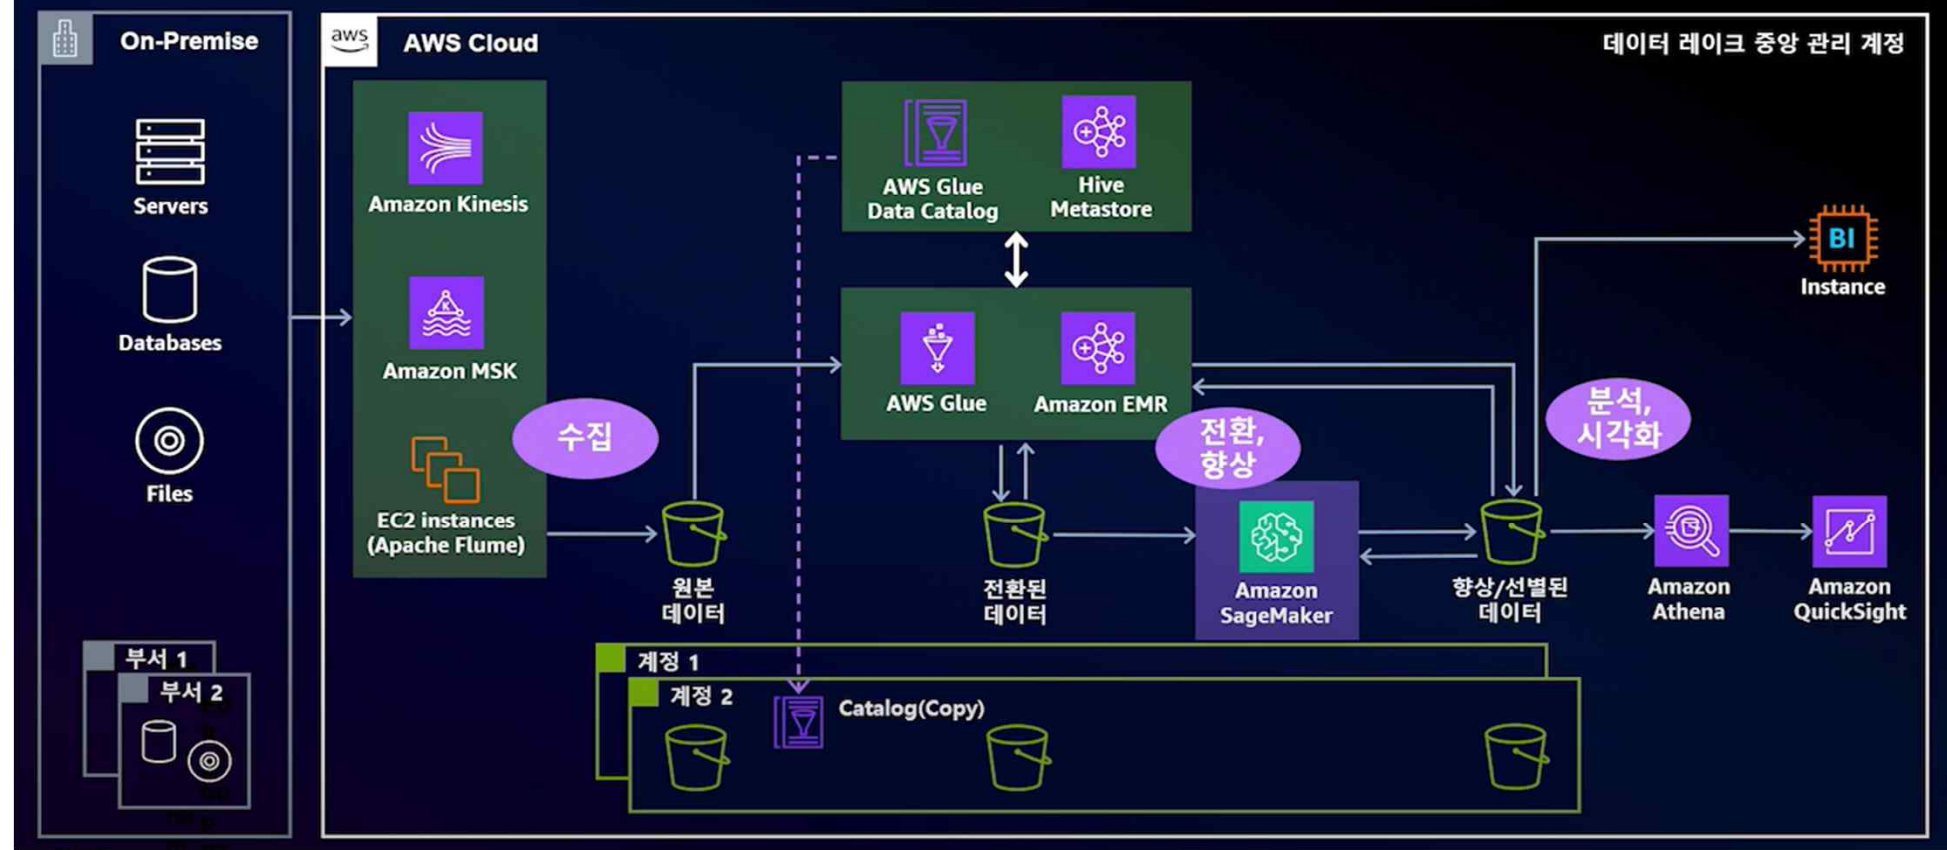 On-Premise
Servers
Databases
Files
부서 1
부서 2
aws
AWS Cloud
데이터 레이크 중앙 관리 계정
Amazon Kinesis
Amazon MSK
EC2 instances
(Apache Flume)
수집
원본
데이터
AWS Glue
Data Catalog
Hive
Metastore
AWS Glue
Amazon EMR
전환,
향상
전환된
데이터
Amazon
SageMaker
향상/선별된
데이터
분석,
시각화
BI
Instance
Amazon
Athena
Amazon
QuickSight
계정 1
계정 2
Catalog(Copy)